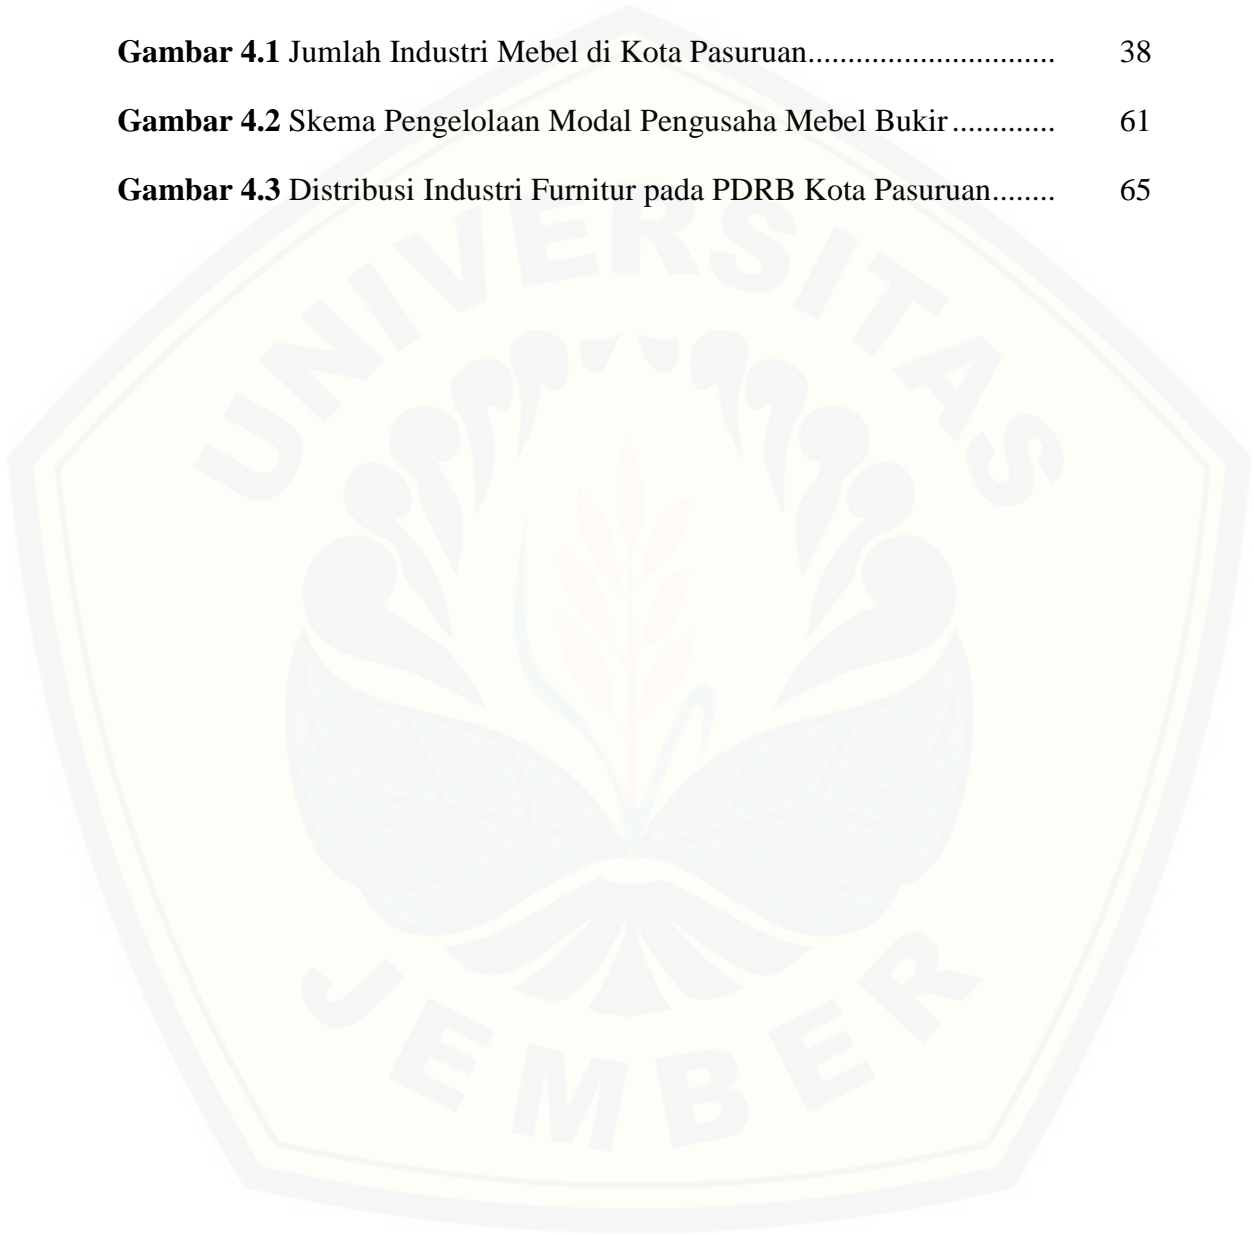 Gambar 4.1 Jumlah Industri Mebel di Kota Pasuruan............................... 38
Gambar 4.2 Skema Pengelolaan Modal Pengusaha Mebel Bukir............. 61
Gambar 4.3 Distribusi Industri Furnitur pada PDRB Kota Pasuruan........ 65
UNIVERSITAS
JEMBER